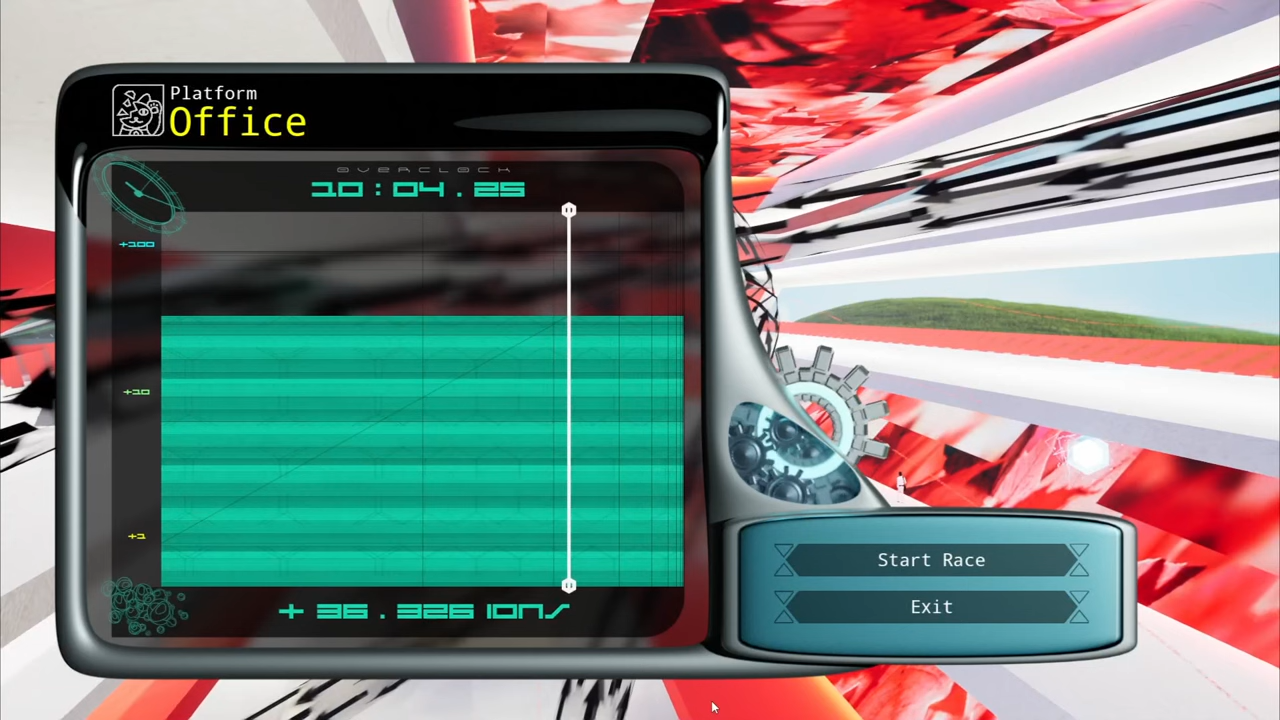 Platform
Office
OVERCLOCK
10:04.25
+100
+10
+1
+ 36.326 IONS
Start Race
Exit